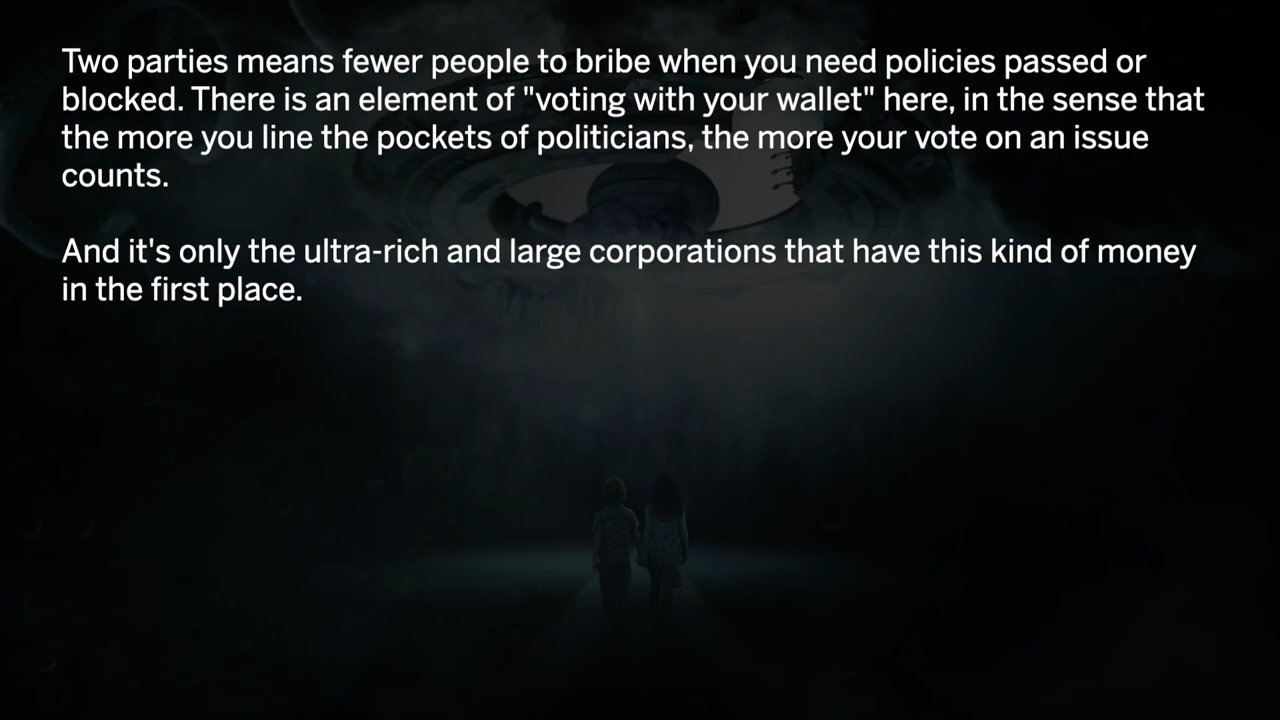 Two parties means fewer people to bribe when you need policies passed or
blocked. There is an element of "voting with your wallet" here, in the sense that
the more you line the pockets of politicians, the more your vote on an issue
counts.
And it's only the ultra-rich and large corporations that have this kind of money
in the first place.